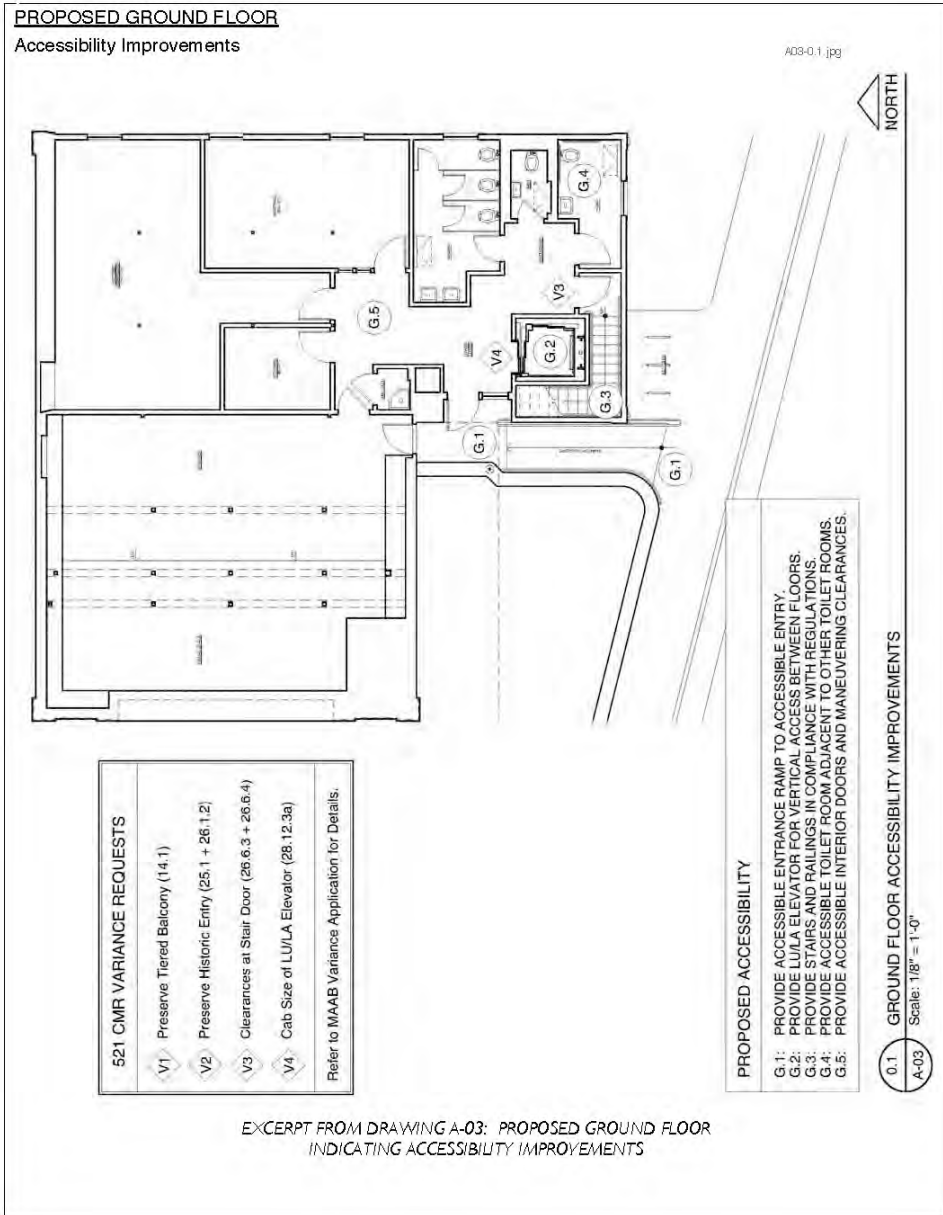 PROPOSED GROUND FLOOR
Accessibility Improvements
A03-0.1.jpg
NORTH
G.4
G.5
V3
V4
G.2
G.3
G.1
G.1
521 CMR VARIANCE REQUESTS
V1 Preserve Tiered Balcony (14.1)
V2 Preserve Historic Entry (25.1 + 26.1.2)
V3 Clearances at Stair Door (26.6.3 + 26.6.4)
V4 Cab Size of LU/LA Elevator (28.12.3a)
Refer to MAAB Variance Application for Details.
PROPOSED ACCESSIBILITY
G.1: PROVIDE ACCESSIBLE ENTRANCE RAMP TO ACCESSIBLE ENTRY.
G.2: PROVIDE LU/LA ELEVATOR FOR VERTICAL ACCESS BETWEEN FLOORS.
G.3: PROVIDE STAIRS AND RAILINGS IN COMPLIANCE WITH REGULATIONS.
G.4: PROVIDE ACCESSIBLE TOILET ROOM ADJACENT TO OTHER TOILET ROOMS.
G.5: PROVIDE ACCESSIBLE INTERIOR DOORS AND MANEUVERING CLEARANCES.
0.1 GROUND FLOOR ACCESSIBILITY IMPROVEMENTS
A-03 Scale: 1/8" = 1'-0"
EXCERPT FROM DRAWING A-03: PROPOSED GROUND FLOOR
INDICATING ACCESSIBILITY IMPROVEMENTS